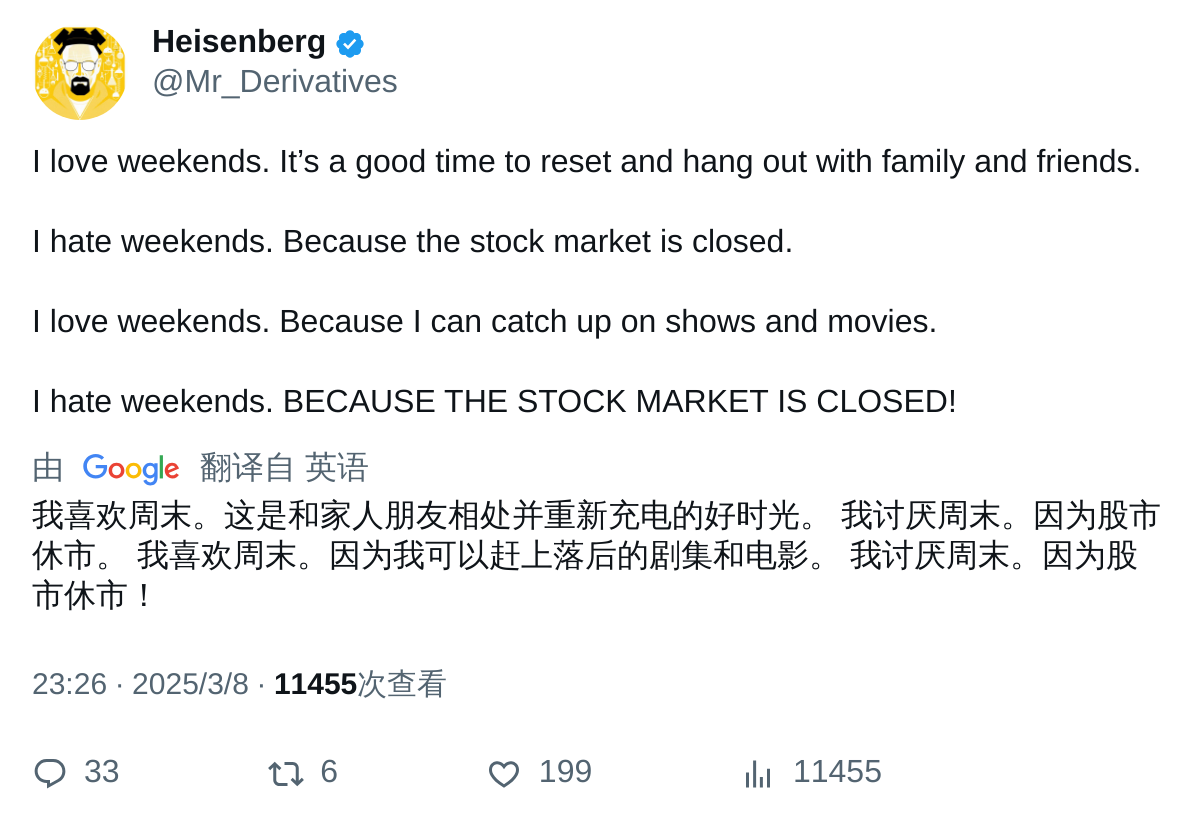 Heisenberg
@Mr_Derivatives
I love weekends. It’s a good time to reset and hang out with family and friends.
I hate weekends. Because the stock market is closed.
I love weekends. Because I can catch up on shows and movies.
I hate weekends. BECAUSE THE STOCK MARKET IS CLOSED!
由 Google 翻译自 英语
我喜欢周末。这是和家人朋友相处并重新充电的好时光。 我讨厌周末。因为股市
休市。 我喜欢周末。因为我可以赶上落后的剧集和电影。 我讨厌周末。因为股
市休市！
23:26 · 2025/3/8 · 11455次查看
33 6 199 11455